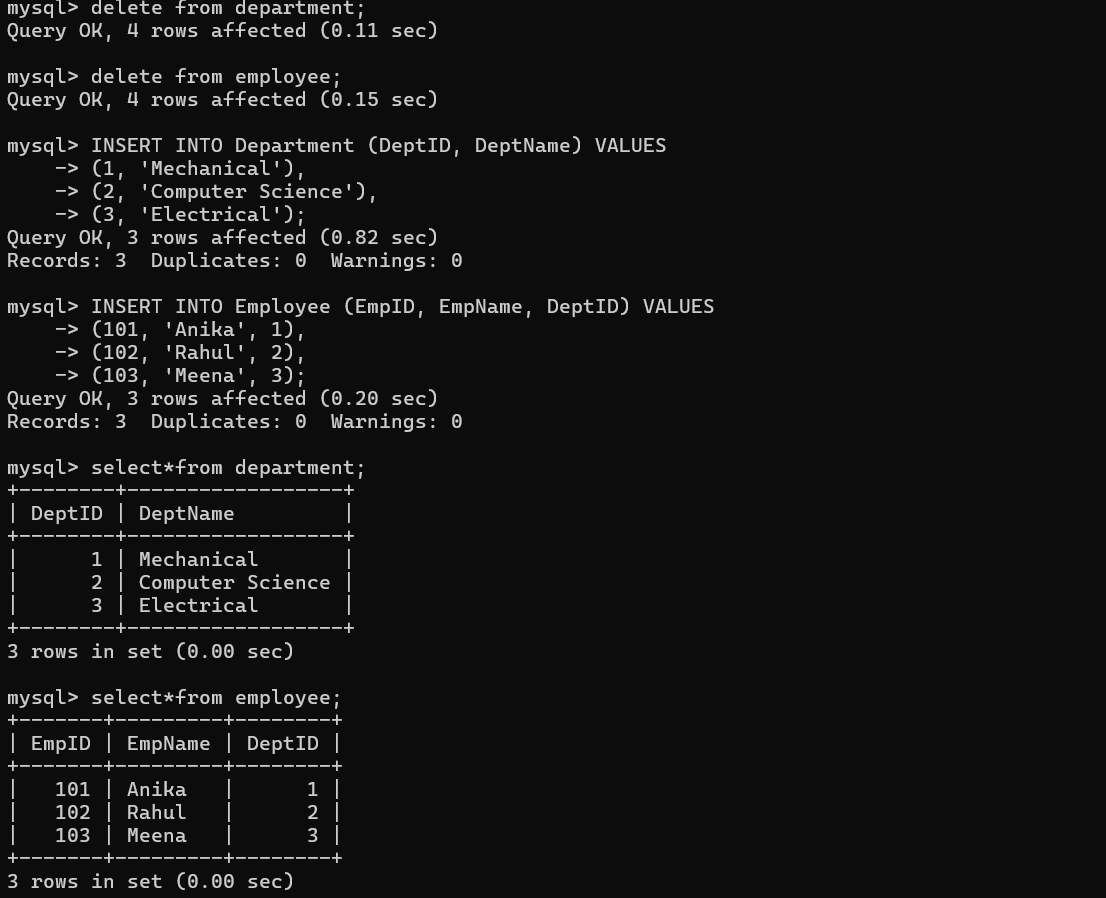 mysql> delete from department;
Query OK, 4 rows affected (0.11 sec)
mysql> delete from employee;
Query OK, 4 rows affected (0.15 sec)
mysql> INSERT INTO Department (DeptID, DeptName) VALUES
    -> (1, 'Mechanical'),
    -> (2, 'Computer Science'),
    -> (3, 'Electrical');
Query OK, 3 rows affected (0.82 sec)
Records: 3  Duplicates: 0  Warnings: 0
mysql> INSERT INTO Employee (EmpID, EmpName, DeptID) VALUES
    -> (101, 'Anika', 1),
    -> (102, 'Rahul', 2),
    -> (103, 'Meena', 3);
Query OK, 3 rows affected (0.20 sec)
Records: 3  Duplicates: 0  Warnings: 0
mysql> select*from department;
+--------+------------------+
| DeptID | DeptName         |
+--------+------------------+
|      1 | Mechanical       |
|      2 | Computer Science |
|      3 | Electrical       |
+--------+------------------+
3 rows in set (0.00 sec)
mysql> select*from employee;
+-------+---------+--------+
| EmpID | EmpName | DeptID |
+-------+---------+--------+
|   101 | Anika   |      1 |
|   102 | Rahul   |      2 |
|   103 | Meena   |      3 |
+-------+---------+--------+
3 rows in set (0.00 sec)